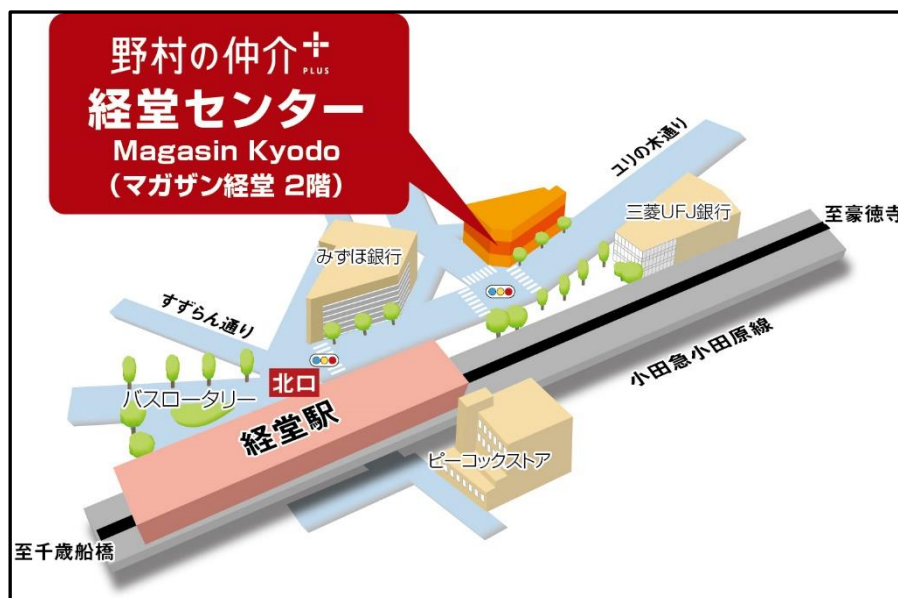 野村の仲介+
PLUS
経堂センター
Magasin Kyodo
(マガザン経堂 2階)
ユリの木通り
三菱UFJ銀行
至豪徳寺
みずほ銀行
すずらん通り
小田急小田原線
北口
バスロータリー
経堂駅
ピーコックストア
至千歳船橋